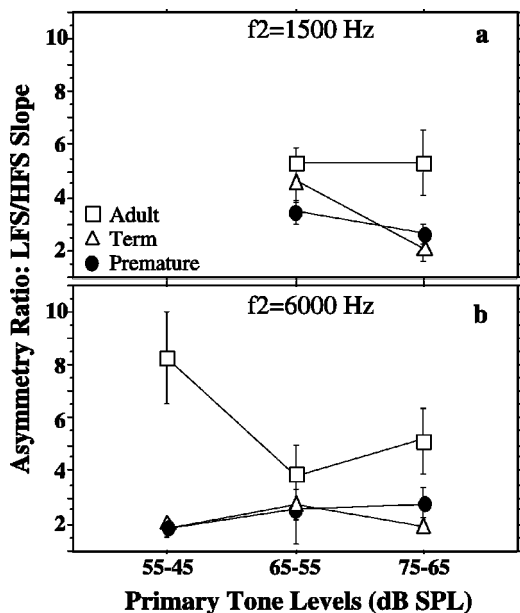 f2=1500 Hz
a
10
8
6
4
2
Adult
Term
Premature
f2=6000 Hz
b
10
8
6
4
2
55-45
65-55
75-65
Primary Tone Levels (dB SPL)
Asymmetry Ratio: LFS/HFS Slope